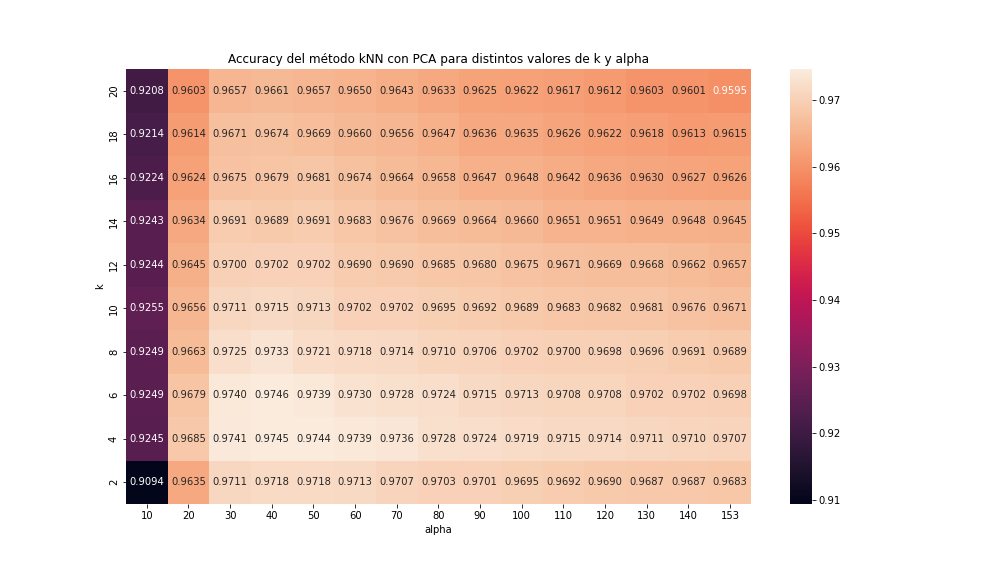 Accuracy del método kNN con PCA para distintos valores de k y alpha
20 0.9208 0.9603 0.9657 0.9661 0.9657 0.9650 0.9643 0.9633 0.9625 0.9622 0.9617 0.9612 0.9603 0.9601 0.9595
18 0.9214 0.9614 0.9671 0.9674 0.9669 0.9660 0.9656 0.9647 0.9636 0.9635 0.9626 0.9622 0.9618 0.9613 0.9615
16 0.9224 0.9624 0.9675 0.9679 0.9681 0.9674 0.9664 0.9658 0.9647 0.9648 0.9642 0.9636 0.9630 0.9627 0.9626
14 0.9243 0.9634 0.9691 0.9689 0.9691 0.9683 0.9676 0.9669 0.9664 0.9660 0.9651 0.9651 0.9649 0.9648 0.9645
12 0.9244 0.9645 0.9700 0.9702 0.9702 0.9690 0.9690 0.9685 0.9680 0.9675 0.9671 0.9669 0.9668 0.9662 0.9657
k
10 0.9255 0.9656 0.9711 0.9715 0.9713 0.9702 0.9702 0.9695 0.9692 0.9689 0.9683 0.9682 0.9681 0.9676 0.9671
8 0.9249 0.9663 0.9725 0.9733 0.9721 0.9718 0.9714 0.9710 0.9706 0.9702 0.9700 0.9698 0.9696 0.9691 0.9689
6 0.9249 0.9679 0.9740 0.9746 0.9739 0.9730 0.9728 0.9724 0.9715 0.9713 0.9708 0.9708 0.9702 0.9702 0.9698
4 0.9245 0.9685 0.9741 0.9745 0.9744 0.9739 0.9736 0.9728 0.9724 0.9719 0.9715 0.9714 0.9711 0.9710 0.9707
2 0.9094 0.9635 0.9711 0.9718 0.9718 0.9713 0.9707 0.9703 0.9701 0.9695 0.9692 0.9690 0.9687 0.9687 0.9683
10 20 30 40 50 60 70 80 90 100 110 120 130 140 153
alpha
0.97
0.96
0.95
0.94
0.93
0.92
0.91